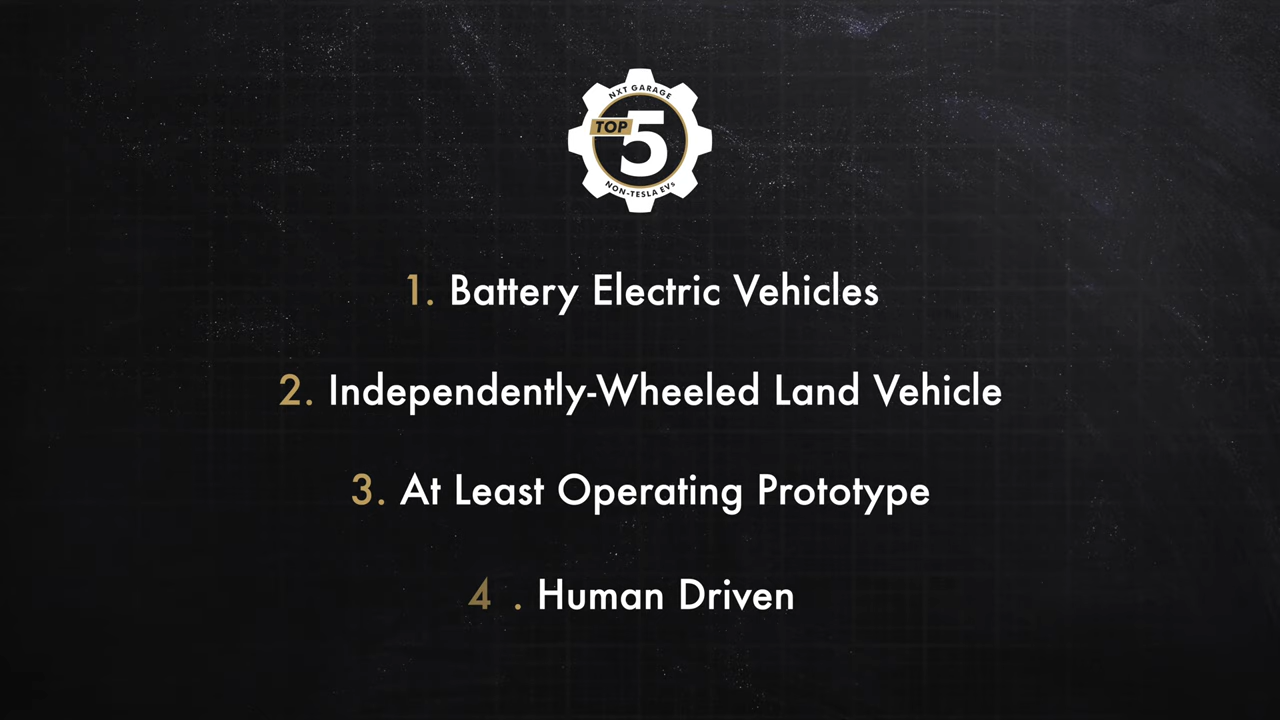 NXT GARAGE
TOP 5
NON-TESLA EVs
1. Battery Electric Vehicles
2. Independently-Wheeled Land Vehicle
3. At Least Operating Prototype
4 . Human Driven